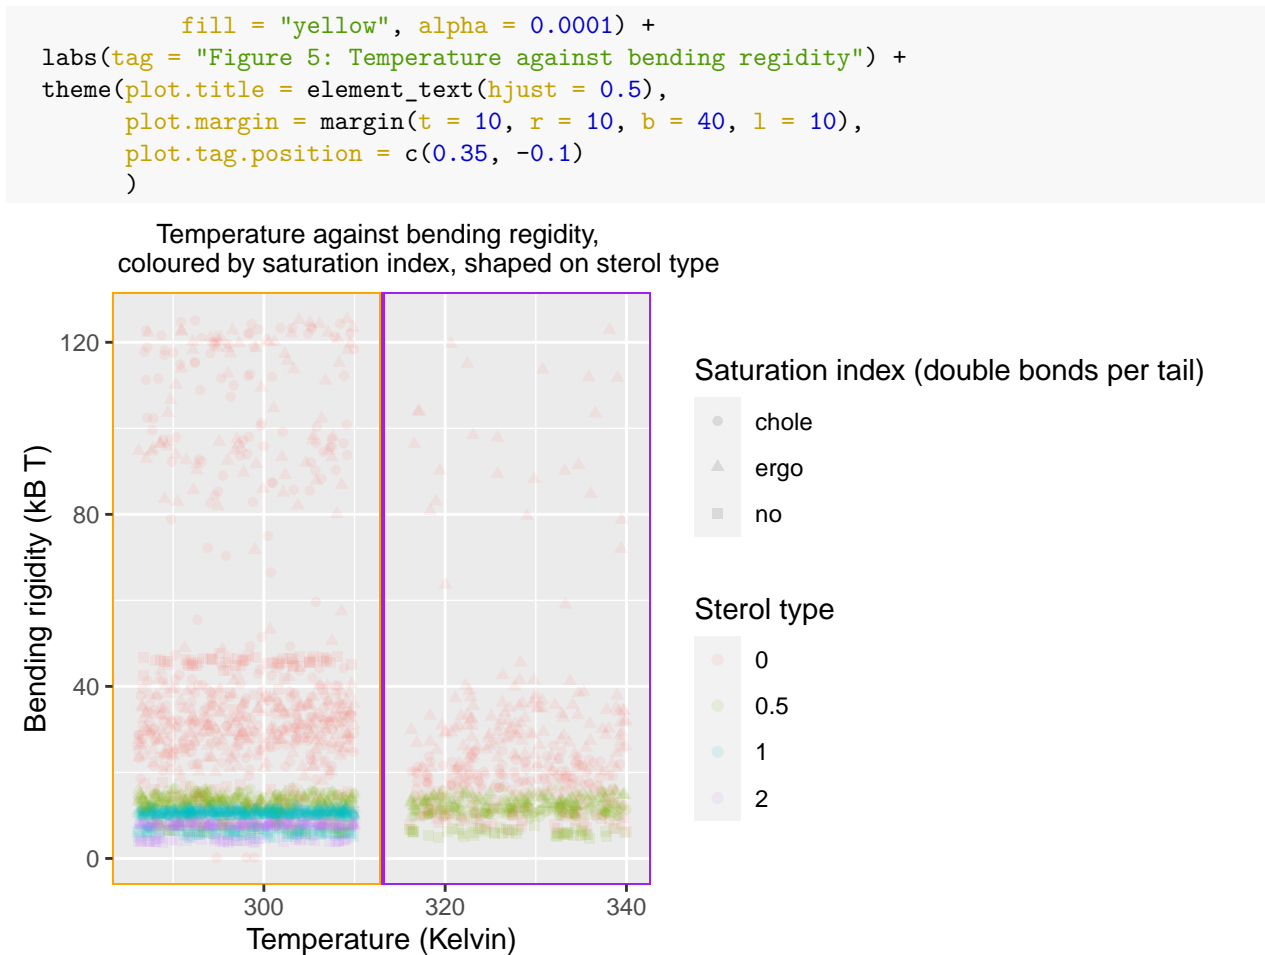 fill = "yellow", alpha = 0.0001) +
labs(tag = "Figure 5: Temperature against bending regidity") +
theme(plot.title = element_text(hjust = 0.5),
plot.margin = margin(t = 10, r = 10, b = 40, l = 10),
plot.tag.position = c(0.35, -0.1)
)
Temperature against bending regidity,
coloured by saturation index, shaped on sterol type
120
80
40
0
Bending rigidity (kB T)
300
320
340
Temperature (Kelvin)
Saturation index (double bonds per tail)
chole
ergo
no
Sterol type
0
0.5
1
2